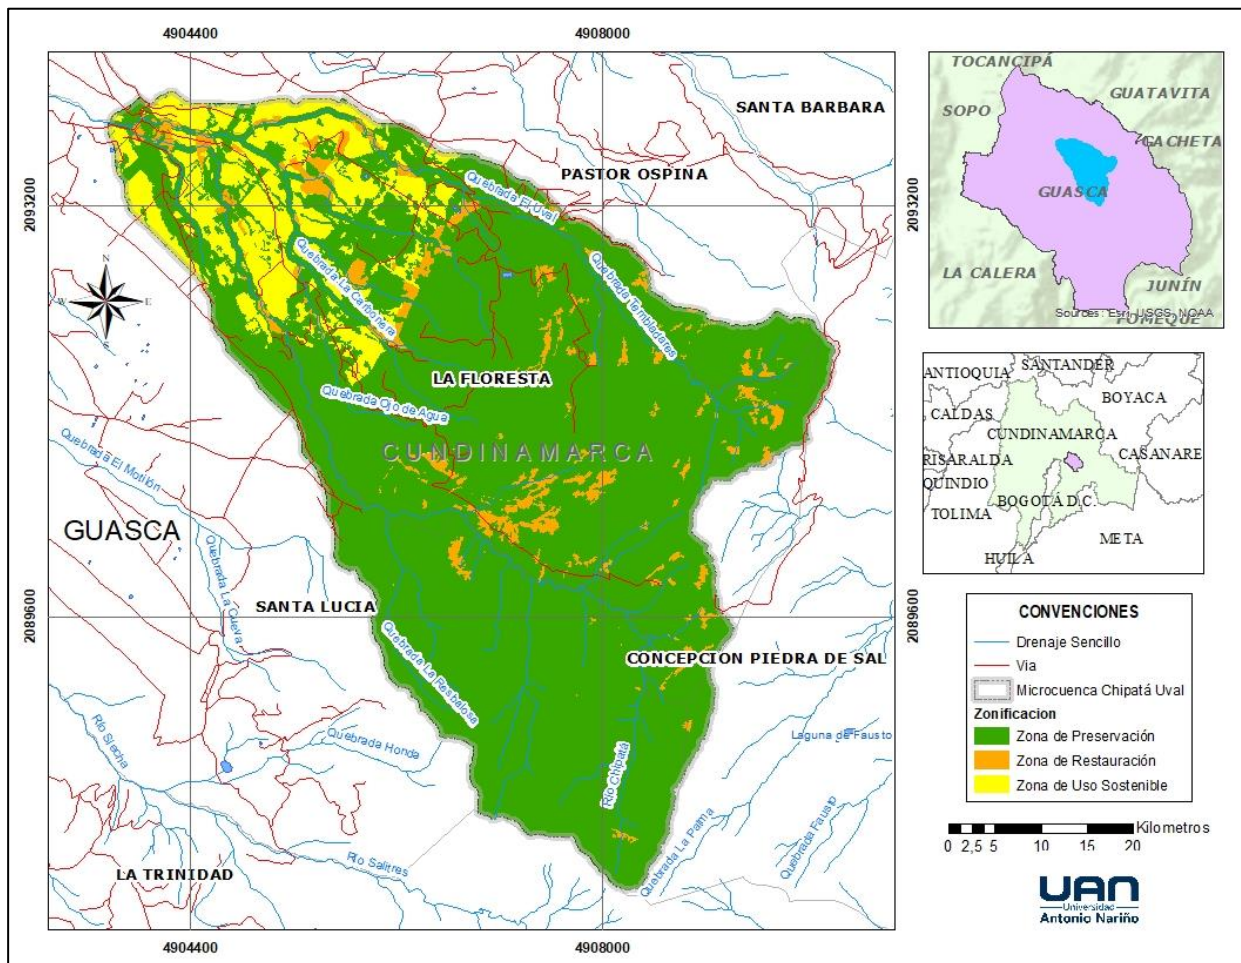 4904400
4908000
2093200
2093200
2089600
2089600
4904400
4908000
SANTA BARBARA
PASTOR OSPINA
Quebrada El Uval
Quebrada Tembladares
Quebrada La Carbonera
N
W
E
S
LA FLORESTA
Quebrada Ojo de Agua
CUNDINAMARCA
Quebrada El Motilón
GUASCA
Quebrada La Cueva
SANTA LUCIA
Quebrada La Resbalosa
CONCEPCION PIEDRA DE SAL
Río Siecha
Quebrada Honda
Laguna de Fausto
Río Chipatá
Quebrada La Palma
Quebrada Fausto
Río Salitres
LA TRINIDAD
TOCANCIPÁ
GUATAVITA
SOPO
GACHETA
GUASCA
LA CALERA
JUNÍN
Sources: Esri, USGS, NOAA
FOMEQUE
ANTIOQUIA
SANTANDER
BOYACA
CALDAS
CUNDINAMARCA
CASANARE
RISARALDA
QUINDIO
BOGOTÁ D.C.
TOLIMA
META
HUILA
CONVENCIONES
Drenaje Sencillo
Via
Microcuenca Chipatá Uval
Zonificacion
Zona de Preservación
Zona de Restauración
Zona de Uso Sostenible
Kilometros
0 2,5 5 10 15 20
UAN
Universidad
Antonio Nariño